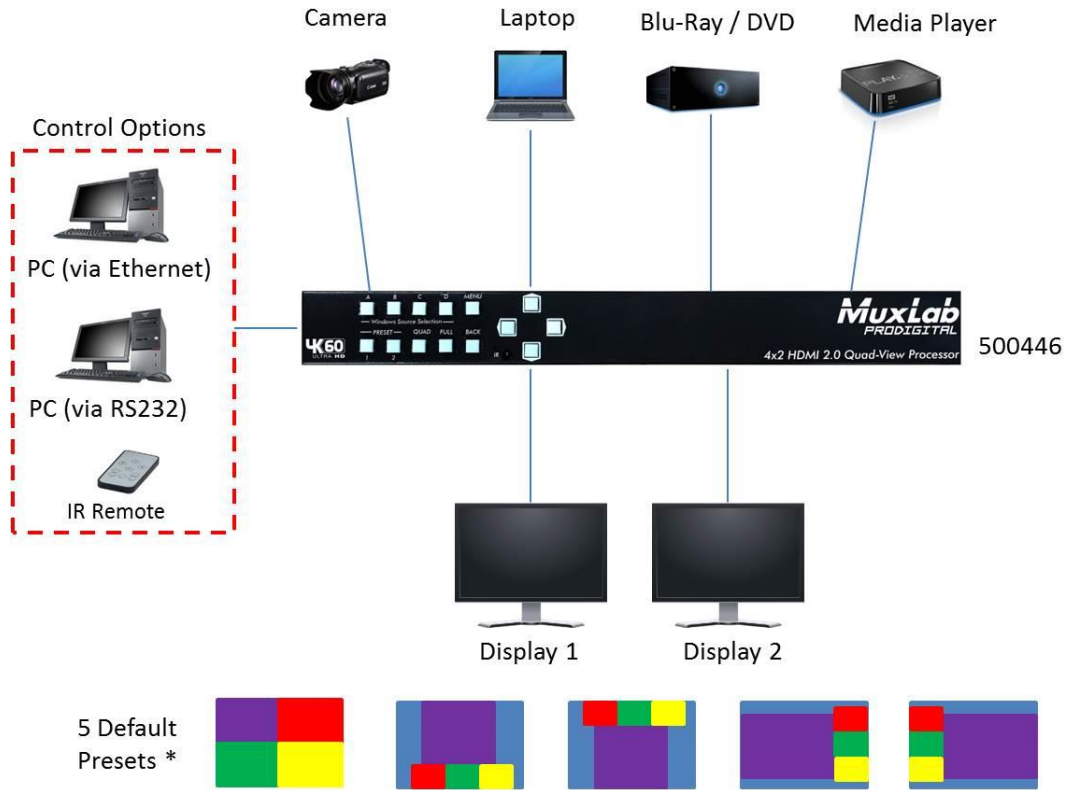 Camera
Laptop
Blu-Ray / DVD
Media Player
Control Options
PC (via Ethernet)
PC (via RS232)
IR Remote
A B C D MENU
Windows Source Selection
PRESET QUAD FULL BACK
1 2
IR
4K60
ULTRA HD
MuxLab
PRODIGITAL
4x2 HDMI 2.0 Quad-View Processor
500446
Display 1
Display 2
5 Default
Presets *